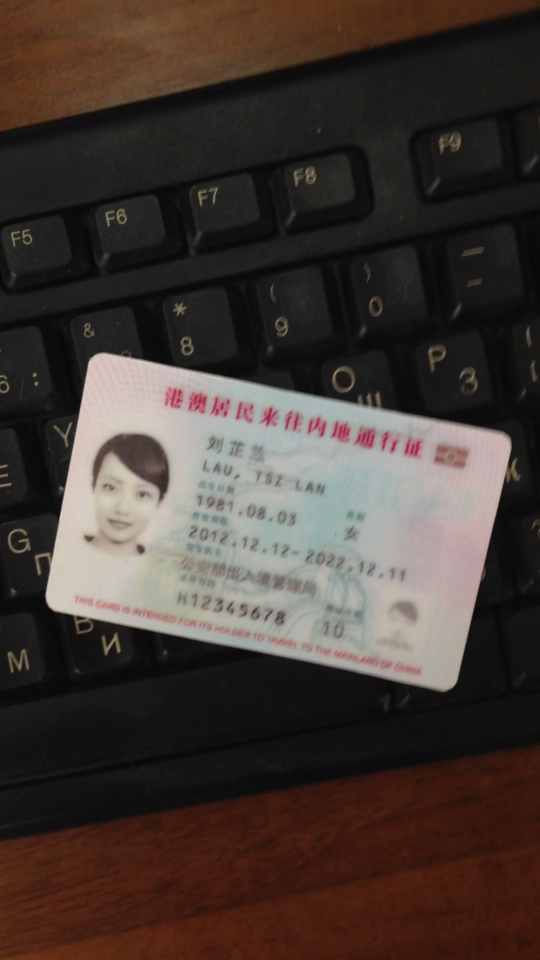 F5 F6 F7 F8 F9
& * 8 ( 9 ) 0
6 / :
O Щ P З
Y
E
G П
B И
M
港澳居民来往内地通行证
刘芷兰
LAU, TSZ LAN
出生日期 性别
1981.08.03 女
有效期限
2012.12.12-2022.12.11
签发机关
公安部出入境管理局
证件号码 换证次数
H12345678 10
THIS CARD IS INTENDED FOR ITS HOLDER TO TRAVEL TO THE MAINLAND OF CHINA